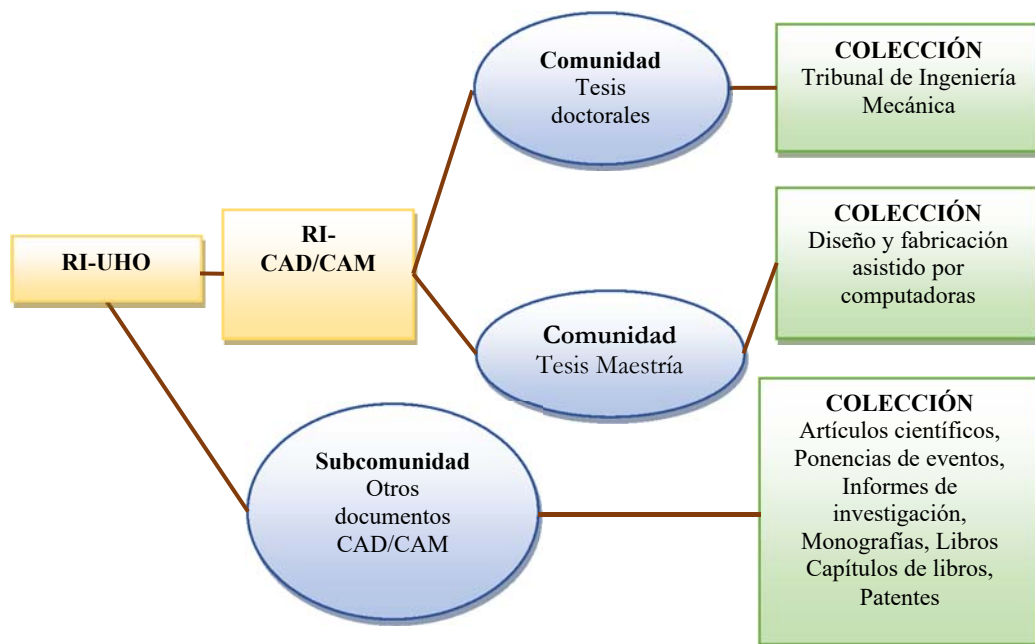 RI-UHO
RI-
CAD/CAM
Comunidad
Tesis
doctorales
COLECCIÓN
Tribunal de Ingeniería
Mecánica
Comunidad
Tesis Maestría
COLECCIÓN
Diseño y fabricación
asistido por
computadoras
Subcomunidad
Otros
documentos
CAD/CAM
COLECCIÓN
Artículos científicos,
Ponencias de eventos,
Informes de
investigación,
Monografías, Libros
Capítulos de libros,
Patentes